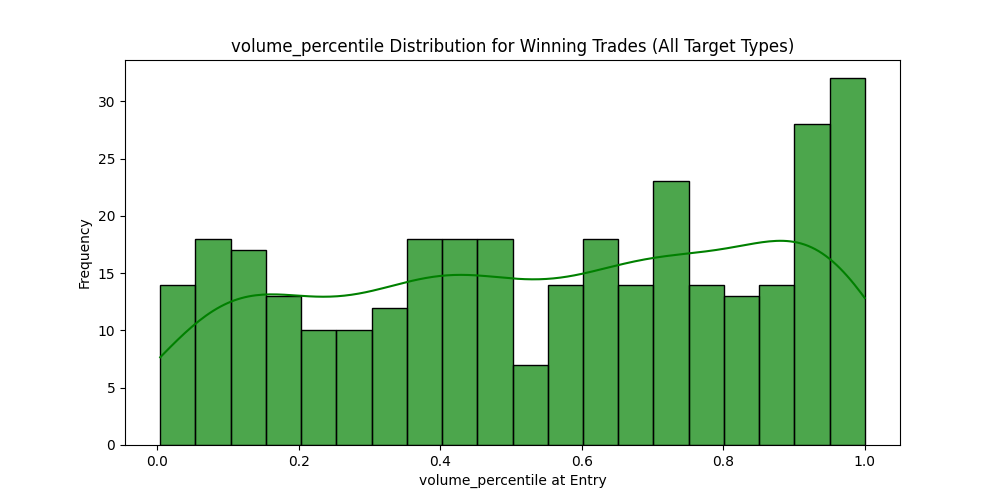 volume_percentile Distribution for Winning Trades (All Target Types)
Frequency
30
25
20
15
10
5
0
0.0 0.2 0.4 0.6 0.8 1.0
volume_percentile at Entry